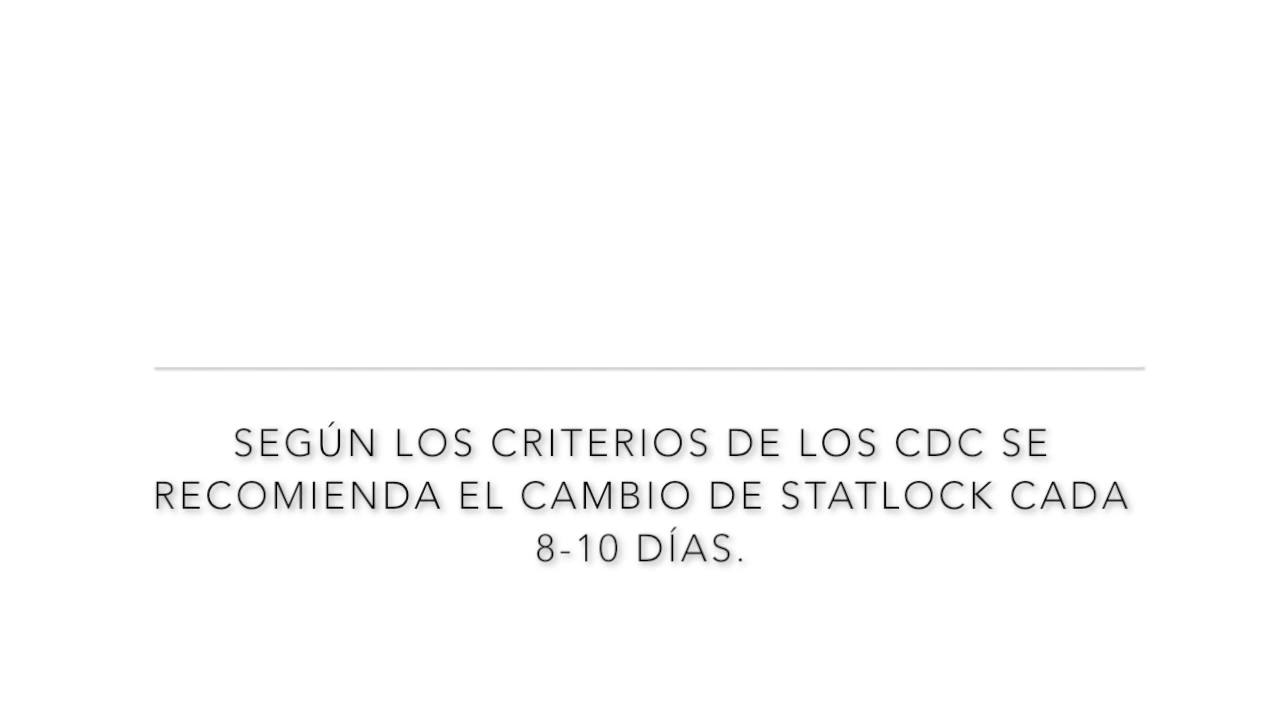 SEGÚN LOS CRITERIOS DE LOS CDC SE
RECOMIENDA EL CAMBIO DE STATLOCK CADA
8-10 DÍAS.